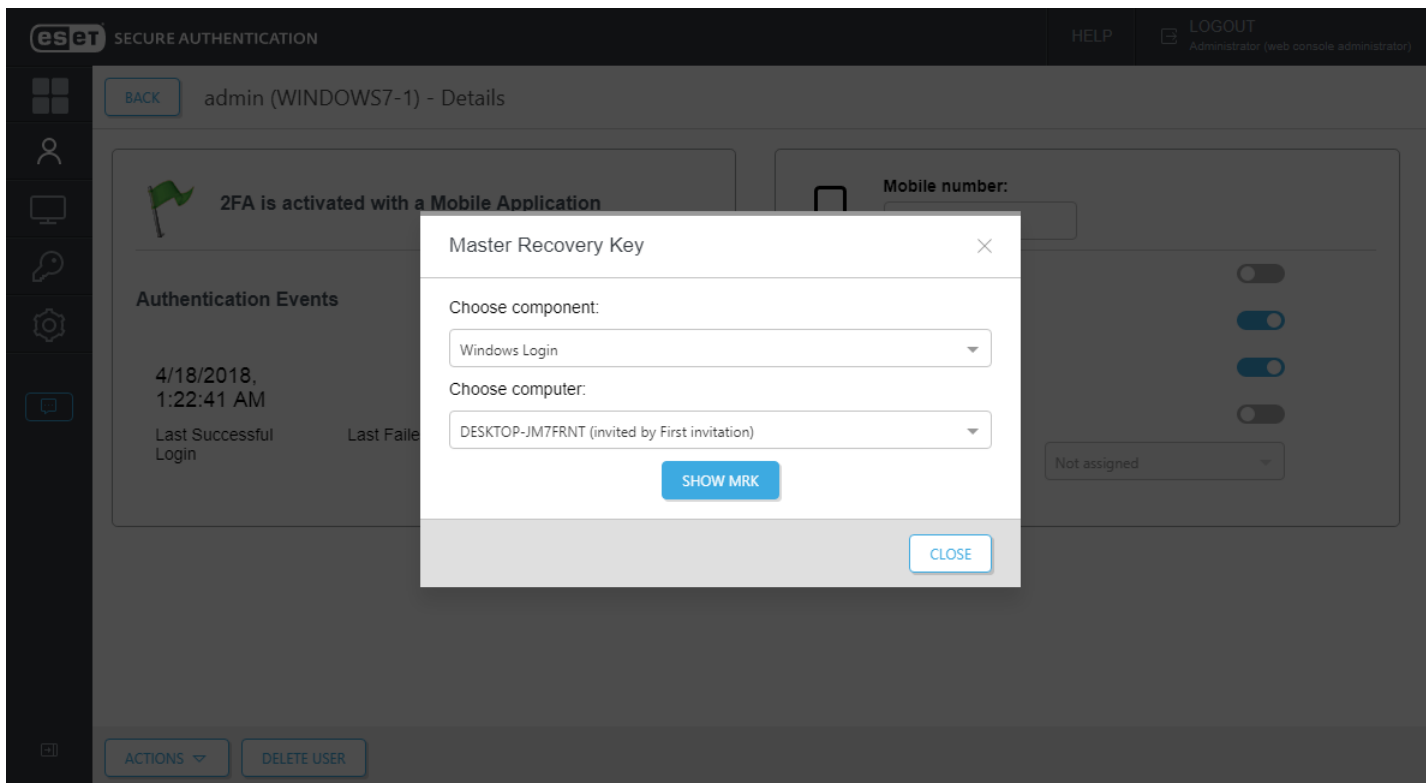 eset SECURE AUTHENTICATION
HELP
LOGOUT
Administrator (web console administrator)
BACK
admin (WINDOWS7-1) - Details
2FA is activated with a Mobile Application
Mobile number:
Master Recovery Key
Choose component:
Windows Login
Choose computer:
DESKTOP-JM7FRNT (invited by First invitation)
SHOW MRK
CLOSE
Authentication Events
4/18/2018,
1:22:41 AM
Last Successful
Login
Last Faile
Not assigned
ACTIONS
DELETE USER